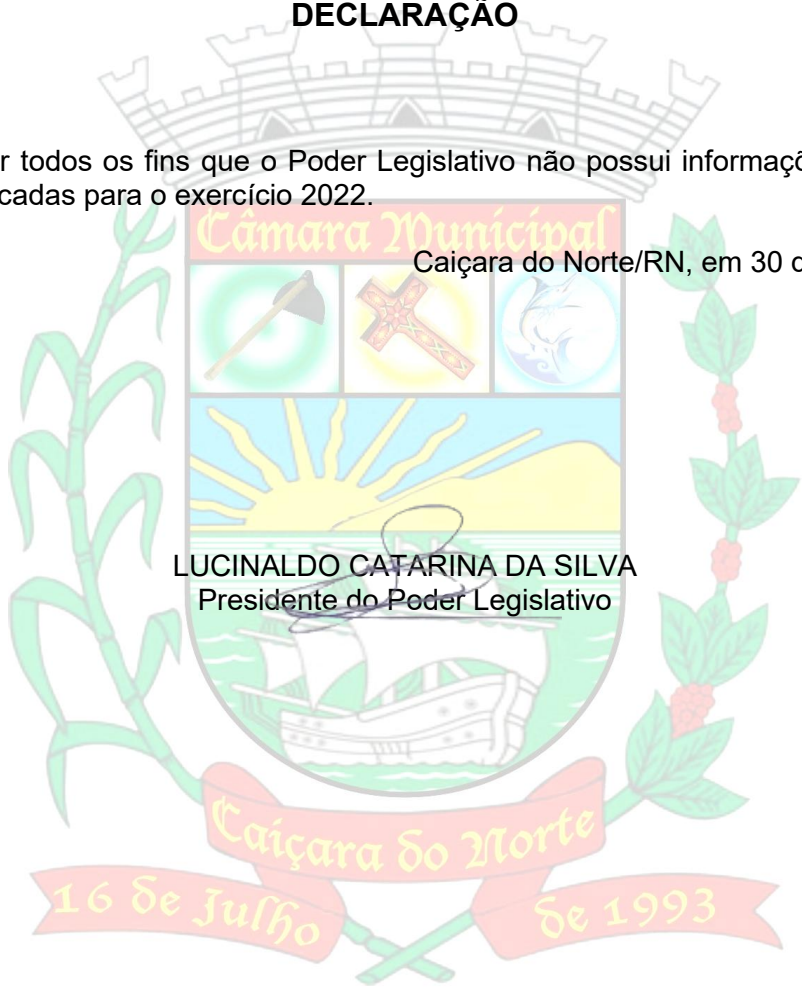 DECLARAÇÃO
r todos os fins que o Poder Legislativo não possui informaçõ
cadas para o exercício 2022.
Câmara Municipal
Caiçara do Norte/RN, em 30 d
LUCINALDO CATARINA DA SILVA
Presidente do Poder Legislativo
Caiçara do Norte
16 de Julho de 1993